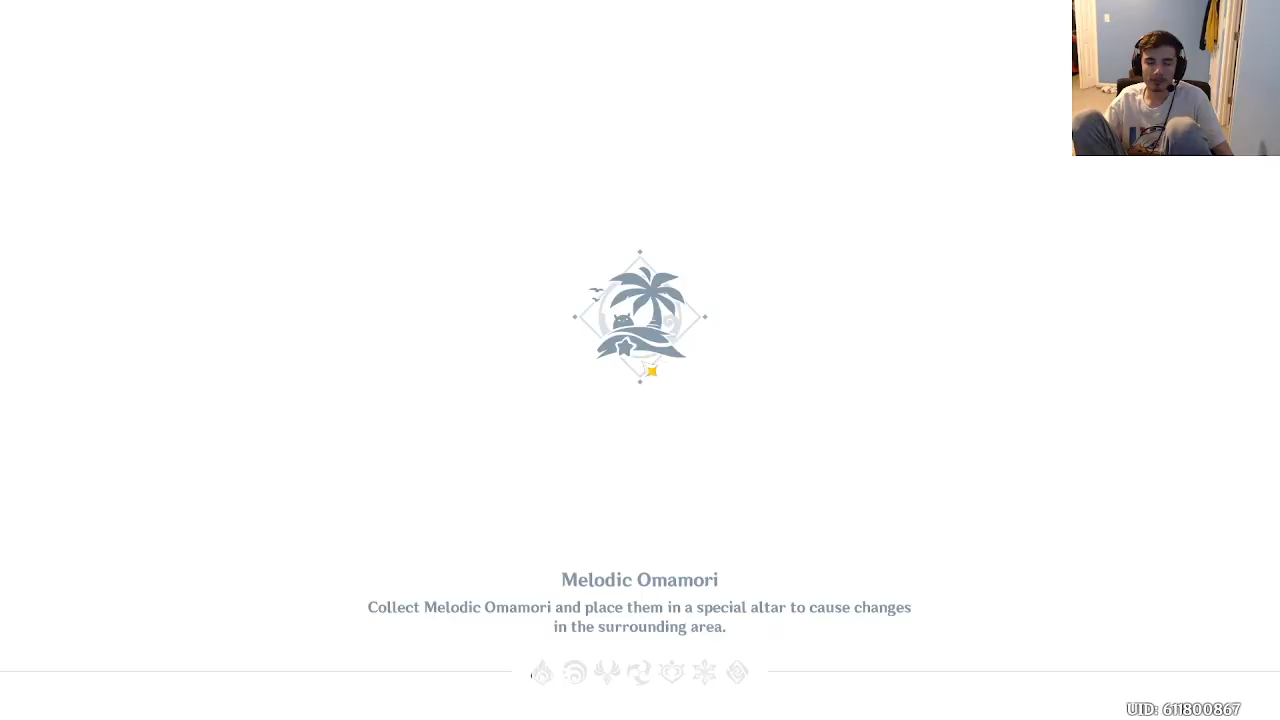 Melodic Omamori
Collect Melodic Omamori and place them in a special altar to cause changes
in the surrounding area.
UID: 611800867